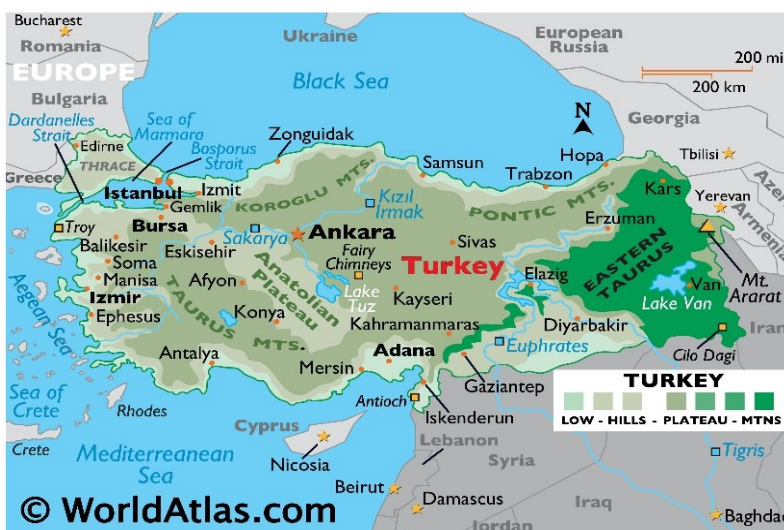 Bucharest
Romania
Ukraine
European
Russia
200 mi
200 km
EUROPE
Black Sea
Bulgaria
N
Georgia
Dardanelles
Strait
Sea of
Marmara
Bosporus
Strait
Edirne
THRACE
Zonguidak
Hopa
Tbilisi
Greece
Istanbul
Izmit
Samsun
Trabzon
Kars
Yerevan
Armenia
KOROGLU MTS.
PONTIC MTS.
Gemlik
Bursa
Kızıl
Irmak
Erzuman
Troy
Balikesir
Sakarya
Ankara
Sivas
Eskisehir
Fairy
Chimneys
Soma
Manisa
Afyon
Anatolian
Plateau
Turkey
Elazig
EASTERN
TAURUS
Van
Mt.
Ararat
Aegean Sea
Izmir
Ephesus
TAURUS MTS.
Konya
Lake
Tuz
Kayseri
Lake Van
Iran
Kahramanmaras
Diyarbakir
Antalya
Mersin
Adana
Euphrates
Cilo Dagi
Gaziantep
Sea of
Crete
Rhodes
Antioch
Iskenderun
TURKEY
LOW - HILLS - PLATEAU - MTNS
Crete
Cyprus
Nicosia
Lebanon
Syria
Tigris
Mediterranean
Sea
Beirut
Damascus
Iraq
Jordan
Baghdad
© WorldAtlas.com